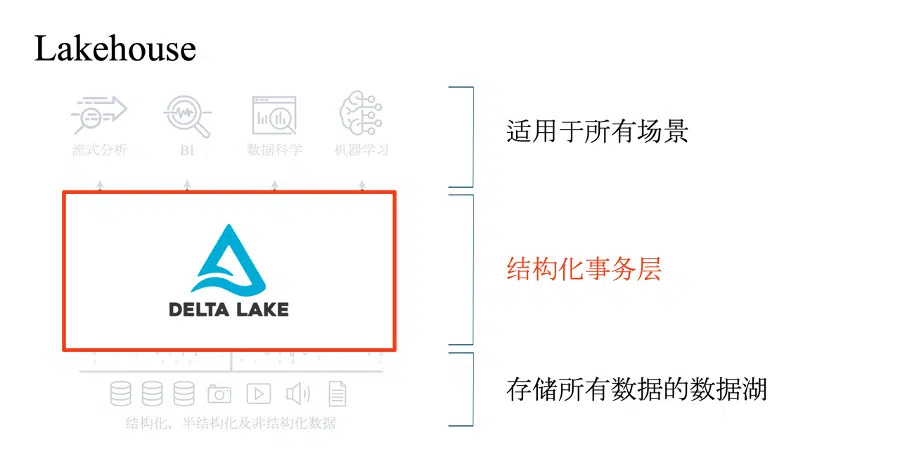 Lakehouse
流式分析
BI
数据科学
机器学习
适用于所有场景
DELTA LAKE
结构化事务层
结构化，半结构化及非结构化数据
存储所有数据的数据湖